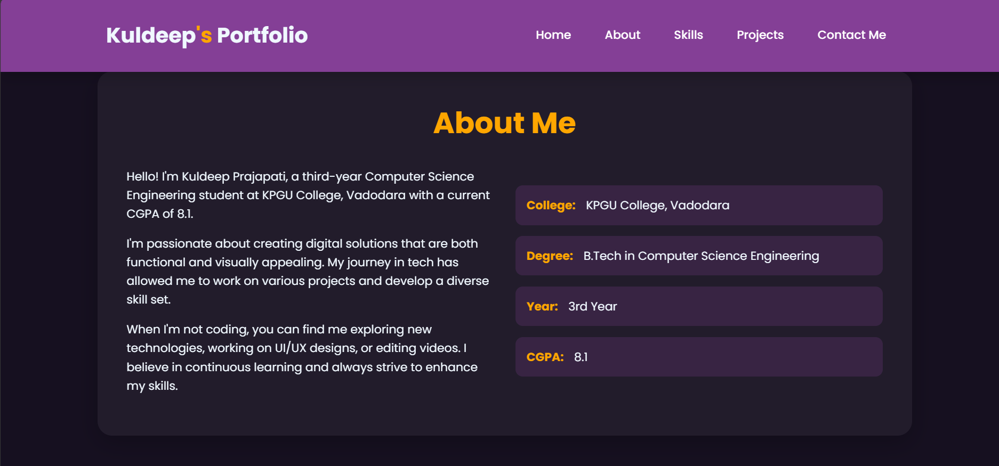 Kuldeep's Portfolio
Home About Skills Projects Contact Me
About Me
Hello! I'm Kuldeep Prajapati, a third-year Computer Science
Engineering student at KPGU College, Vadodara with a current
CGPA of 8.1.
I'm passionate about creating digital solutions that are both
functional and visually appealing. My journey in tech has
allowed me to work on various projects and develop a diverse
skill set.
When I'm not coding, you can find me exploring new
technologies, working on UI/UX designs, or editing videos. I
believe in continuous learning and always strive to enhance
my skills.
College: KPGU College, Vadodara
Degree: B.Tech in Computer Science Engineering
Year: 3rd Year
CGPA: 8.1